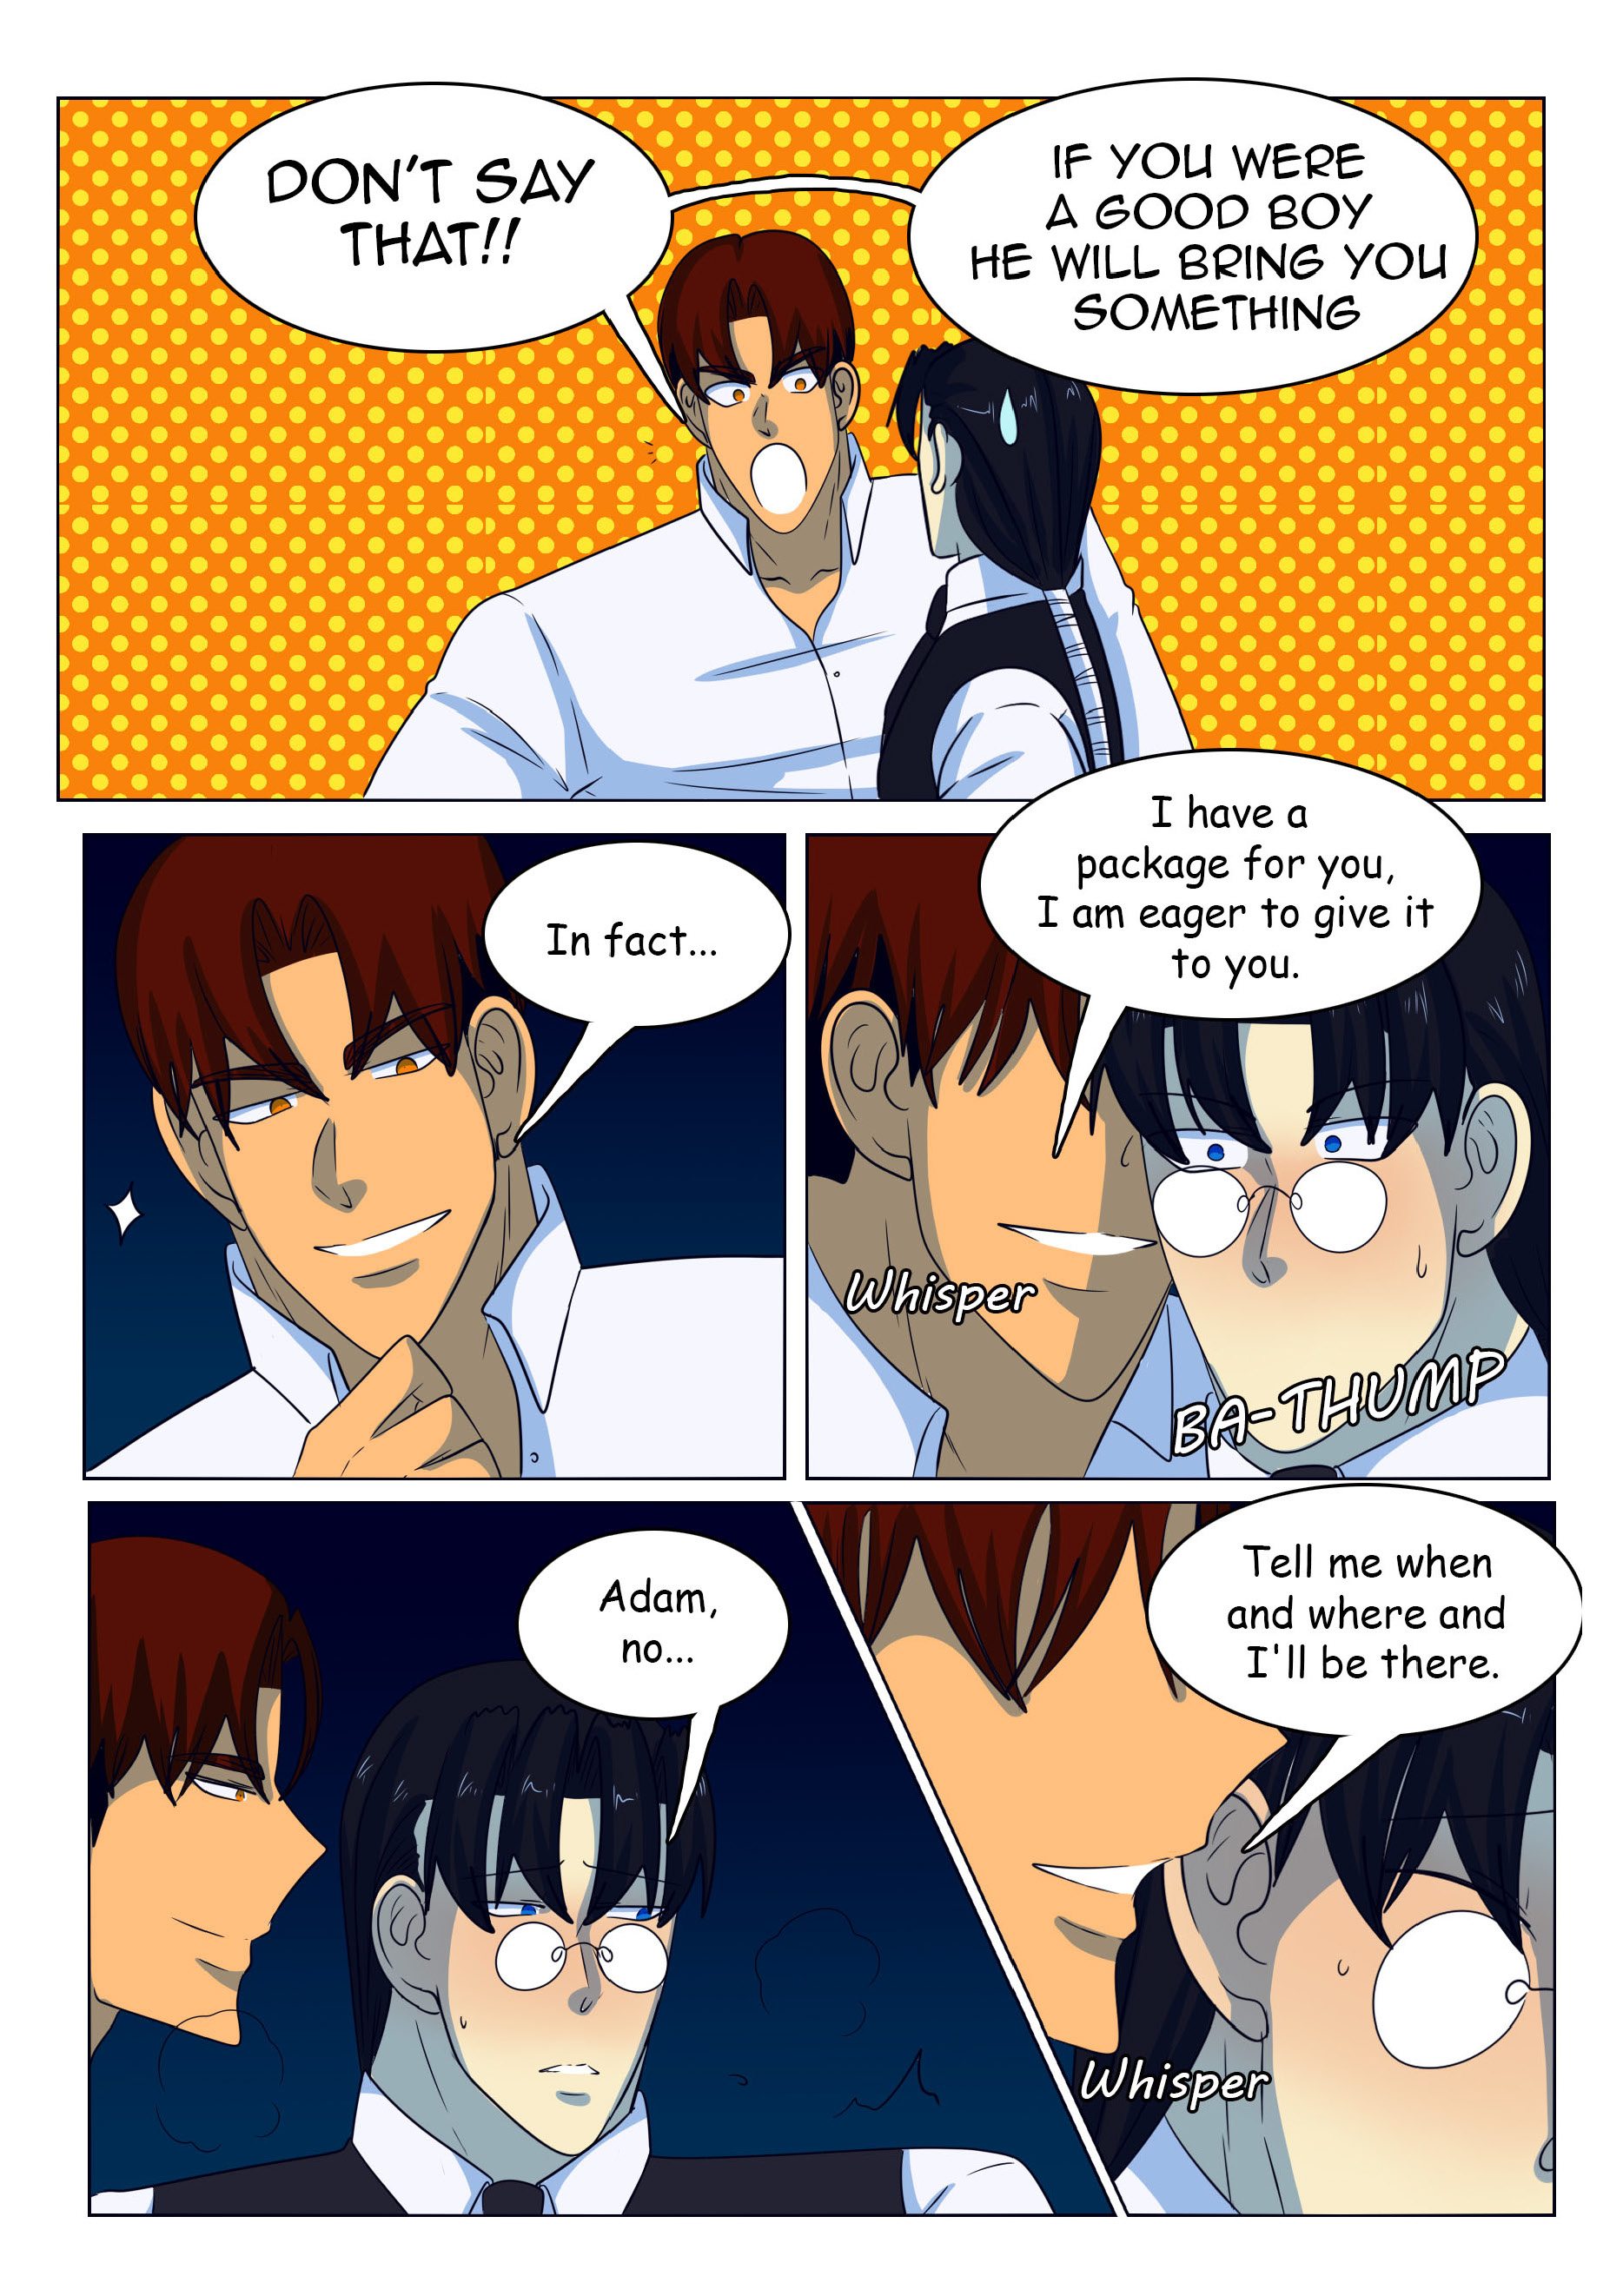 DON'T SAY
THAT!!
IF YOU WERE
A GOOD BOY
HE WILL BRING YOU
SOMETHING
In fact...
I have a
package for you,
I am eager to give it
to you.
Whisper
BA-THUMP
Adam,
no...
Tell me when
and where and
I'll be there.
Whisper